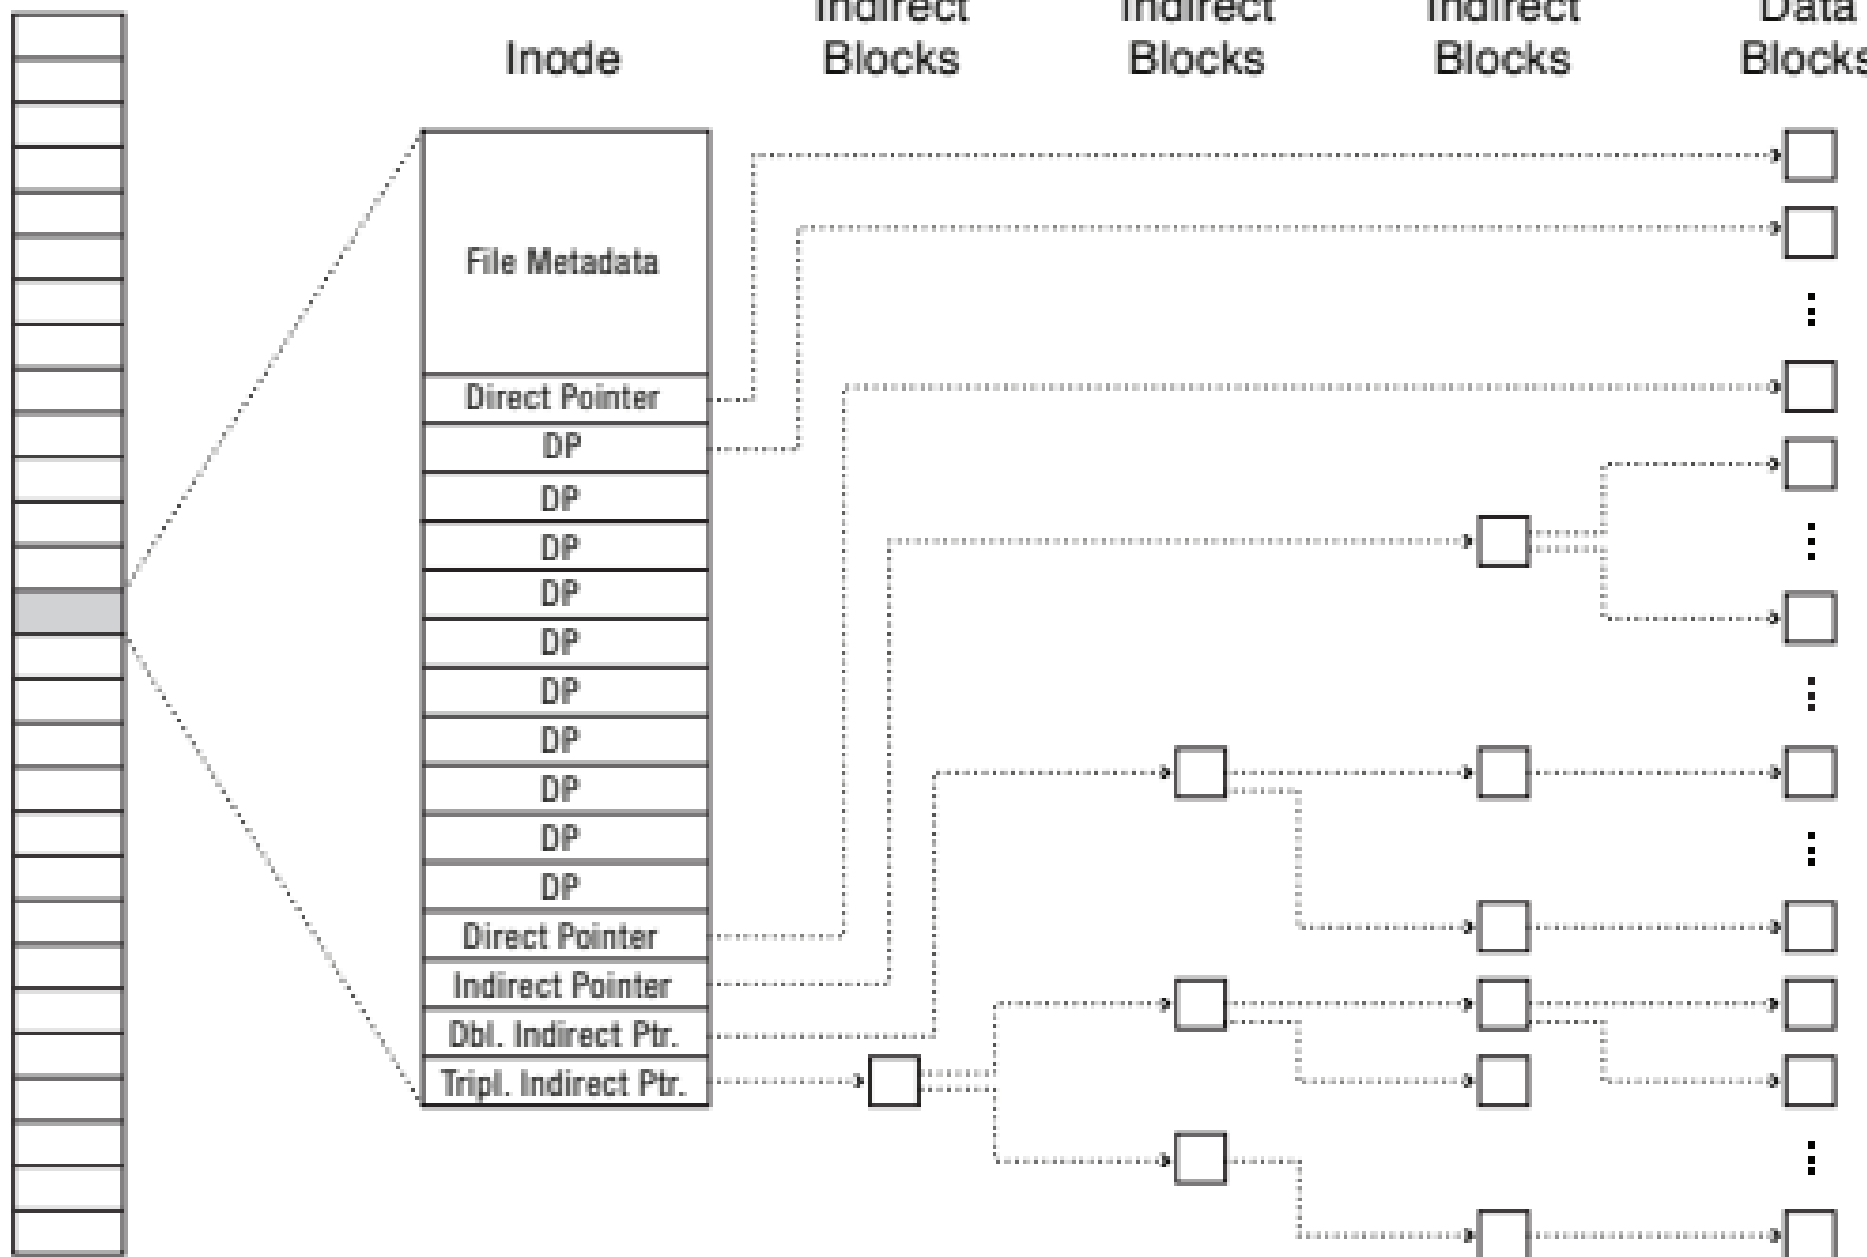 Indirect Indirect Indirect Data
Inode Blocks Blocks Blocks Blocks
File Metadata
Direct Pointer
DP
DP
DP
DP
DP
DP
DP
DP
DP
DP
Direct Pointer
Indirect Pointer
Dbl. Indirect Ptr.
Tripl. Indirect Ptr.